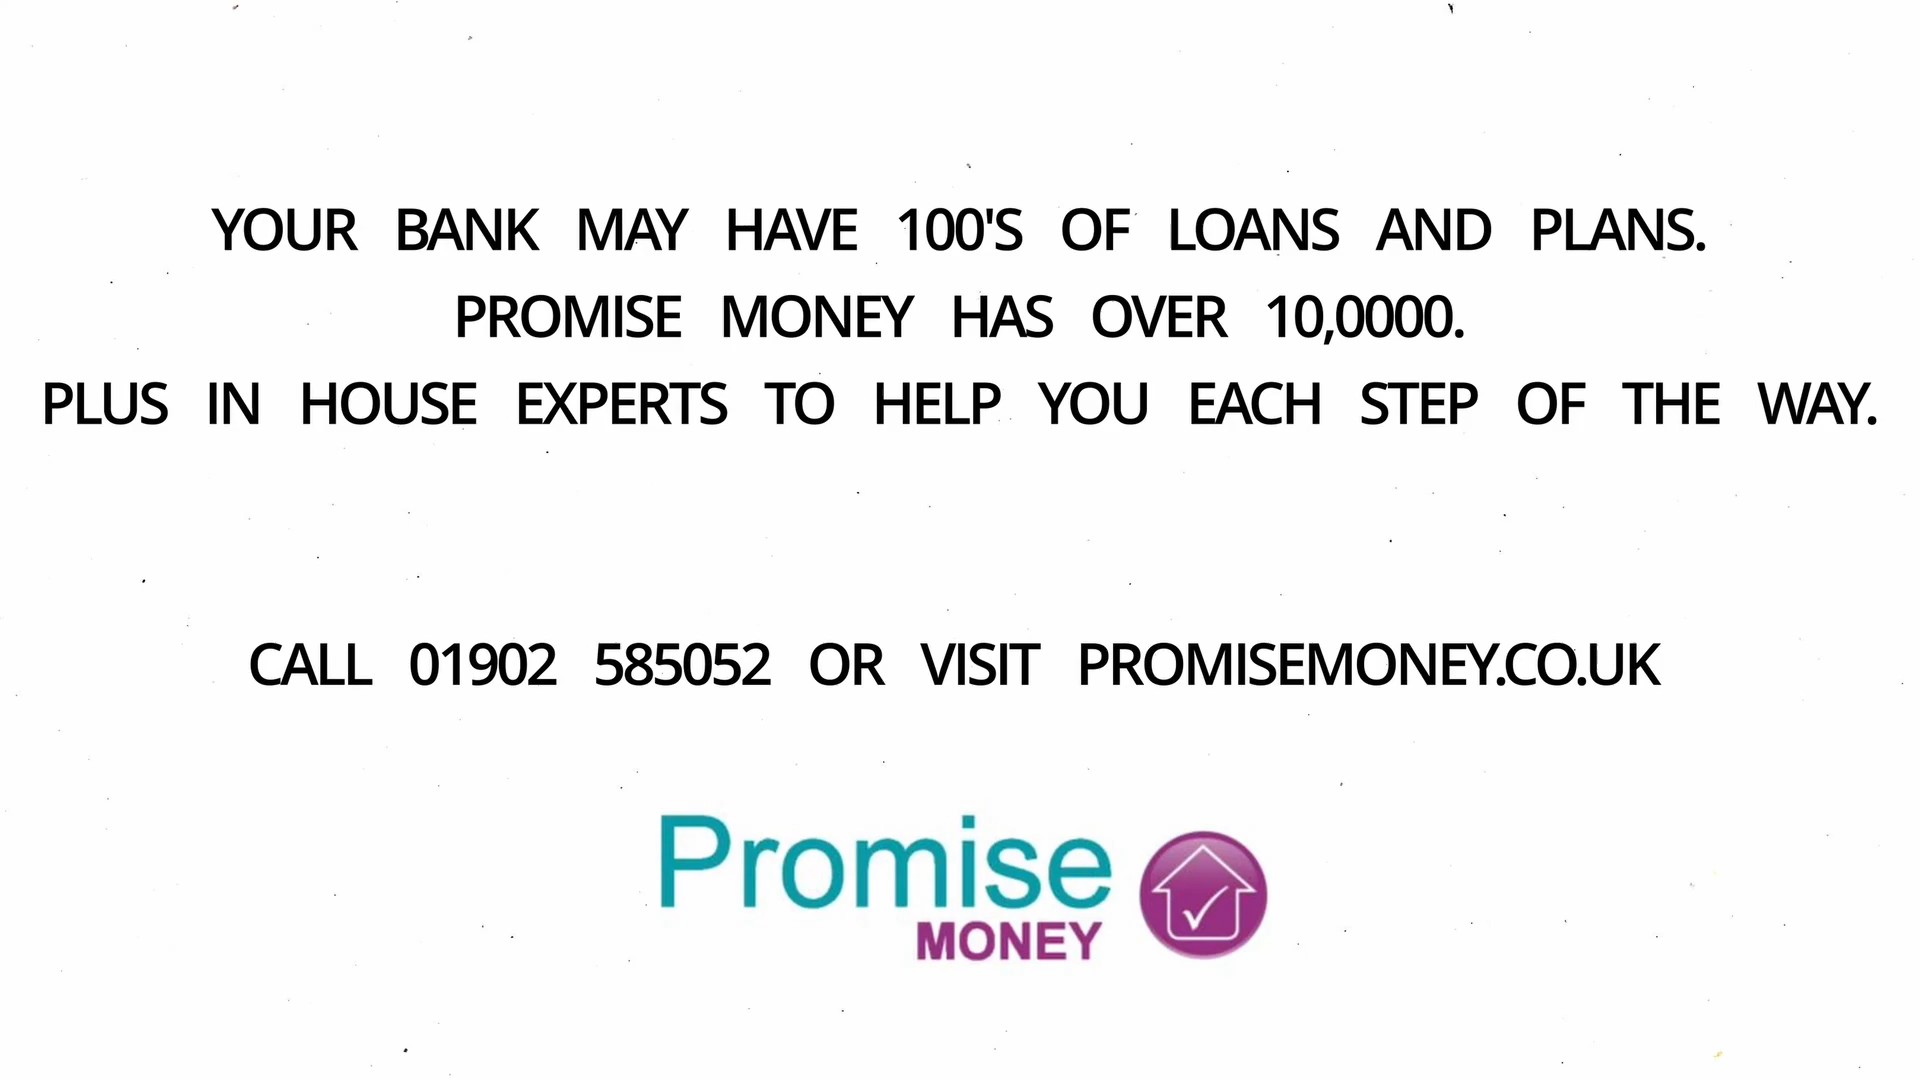 YOUR BANK MAY HAVE 100'S OF LOANS AND PLANS.
PROMISE MONEY HAS OVER 10,0000.
PLUS IN HOUSE EXPERTS TO HELP YOU EACH STEP OF THE WAY.
CALL 01902 585052 OR VISIT PROMISEMONEY.CO.UK
Promise
MONEY